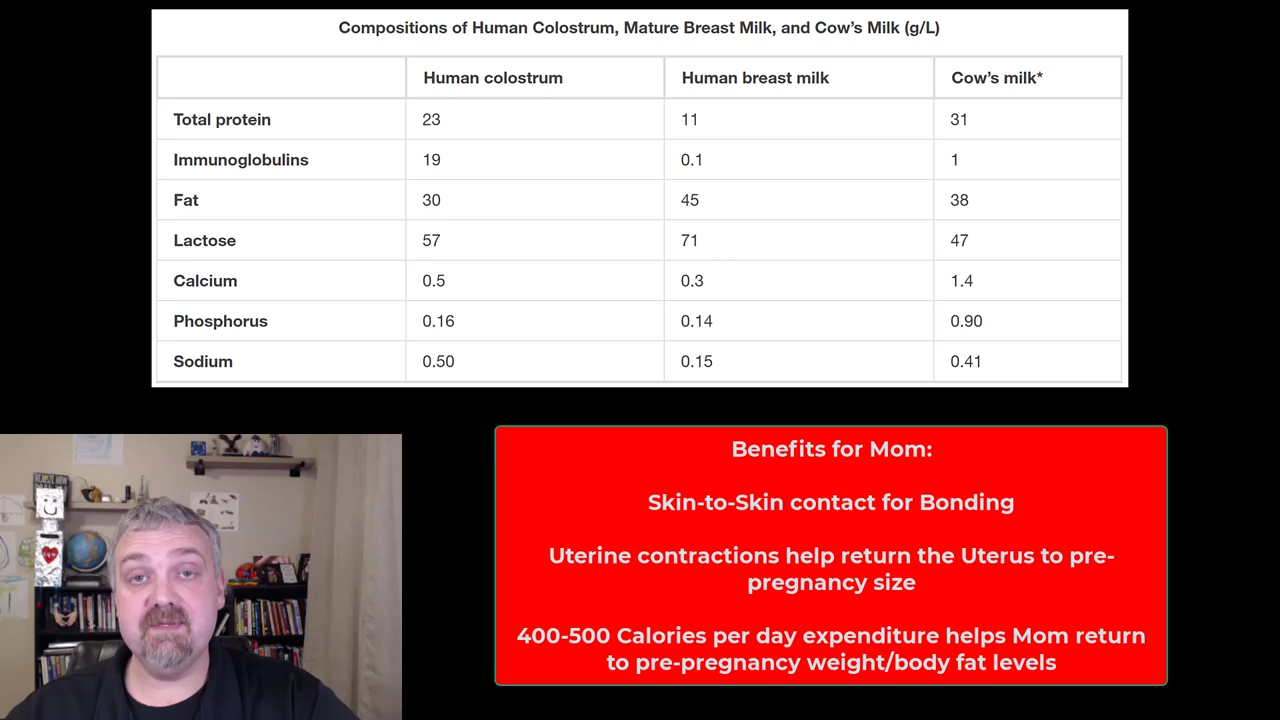 Compositions of Human Colostrum, Mature Breast Milk, and Cow’s Milk (g/L)
Human colostrum Human breast milk Cow’s milk*
Total protein 23 11 31
Immunoglobulins 19 0.1 1
Fat 30 45 38
Lactose 57 71 47
Calcium 0.5 0.3 1.4
Phosphorus 0.16 0.14 0.90
Sodium 0.50 0.15 0.41
Benefits for Mom:
Skin-to-Skin contact for Bonding
Uterine contractions help return the Uterus to pre-
pregnancy size
400-500 Calories per day expenditure helps Mom return
to pre-pregnancy weight/body fat levels